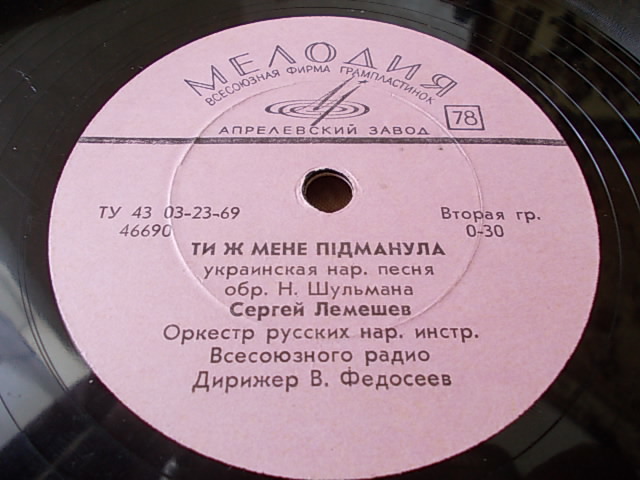 МЕЛОДИЯ
ВСЕСОЮЗНАЯ ФИРМА ГРАМПЛАСТИНОК
АПРЕЛЕВСКИЙ ЗАВОД
78
ТУ 43 03-23-69
Вторая гр.
46690
0-30
ТИ Ж МЕНЕ ПІДМАНУЛА
украинская нар. песня
обр. Н. Шульмана
Сергей Лемешев
Оркестр русских нар. инстр.
Всесоюзного радио
Дирижер В. Федосеев